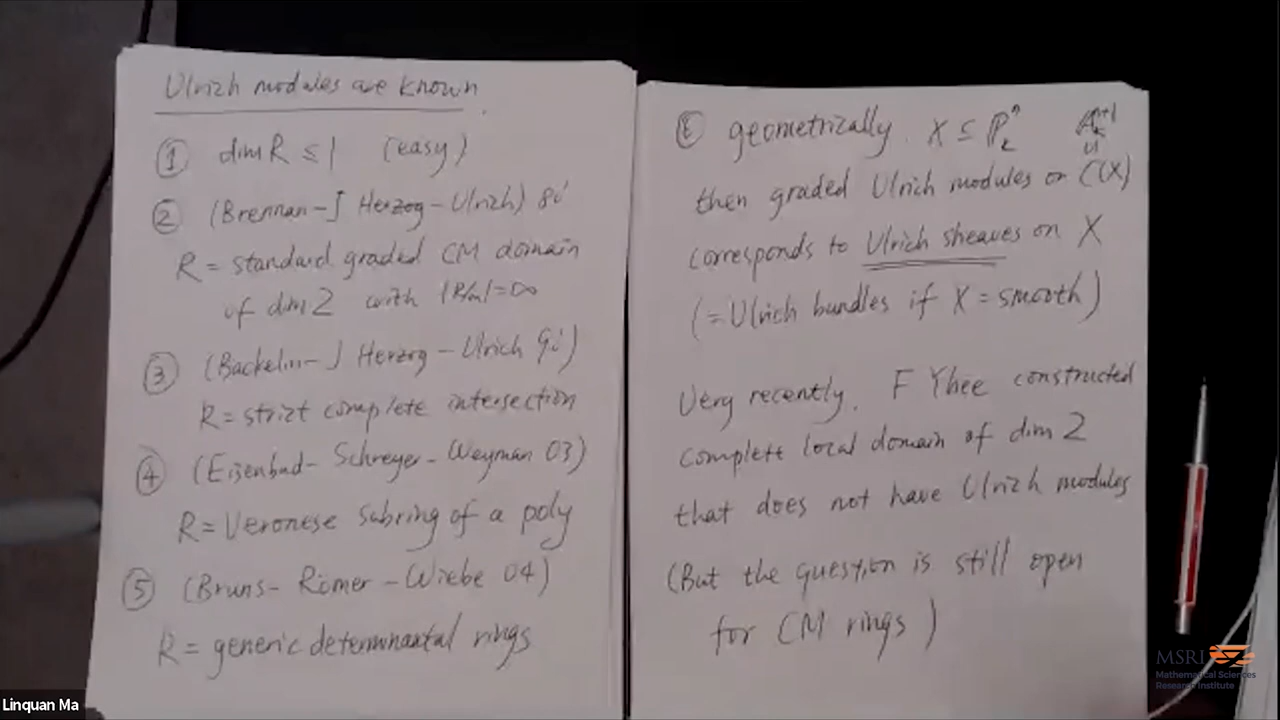 Ulrich modules are known
① dim R ≤ 1 (easy)
② (Brennan-J Herzog-Ulrich) 87'
R = standard graded CM domain
of dim 2 with |R/m|=∞
③ (Backelin-J Herzog-Ulrich 91')
R = strict complete intersection
④ (Eisenbud-Schreyer-Weyman 03)
R = Veronese subring of a poly
⑤ (Bruns-Römer-Wiebe 04)
R = generic determinantal rings
geometrically. X ⊆ ℙ_k^n 𝔸_k^{n+1}
then graded Ulrich modules on C(X)
corresponds to Ulrich sheaves on X
(= Ulrich bundles if X = smooth)
Very recently. F Yhee constructed
complete local domain of dim 2
that does not have Ulrich modules
(But the question is still open
for CM rings)
MSRI
Mathematical Sciences
Research Institute
Linquan Ma